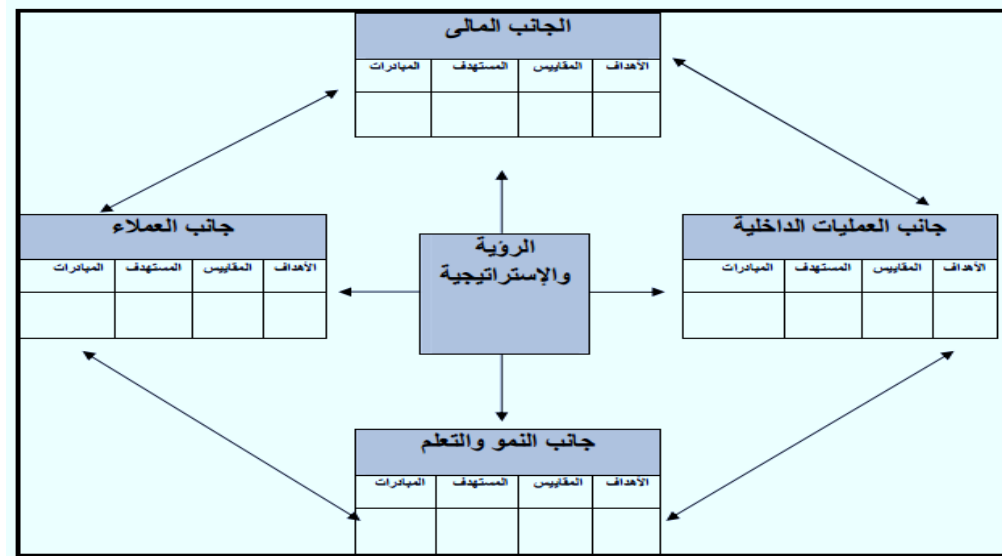 الجانب المالى
الأهداف المقاييس المستهدف المبادرات
جانب العمليات الداخلية
الأهداف المقاييس المستهدف المبادرات
الرؤية
والإستراتيجية
جانب العملاء
الأهداف المقاييس المستهدف المبادرات
جانب النمو والتعلم
الأهداف المقاييس المستهدف المبادرات